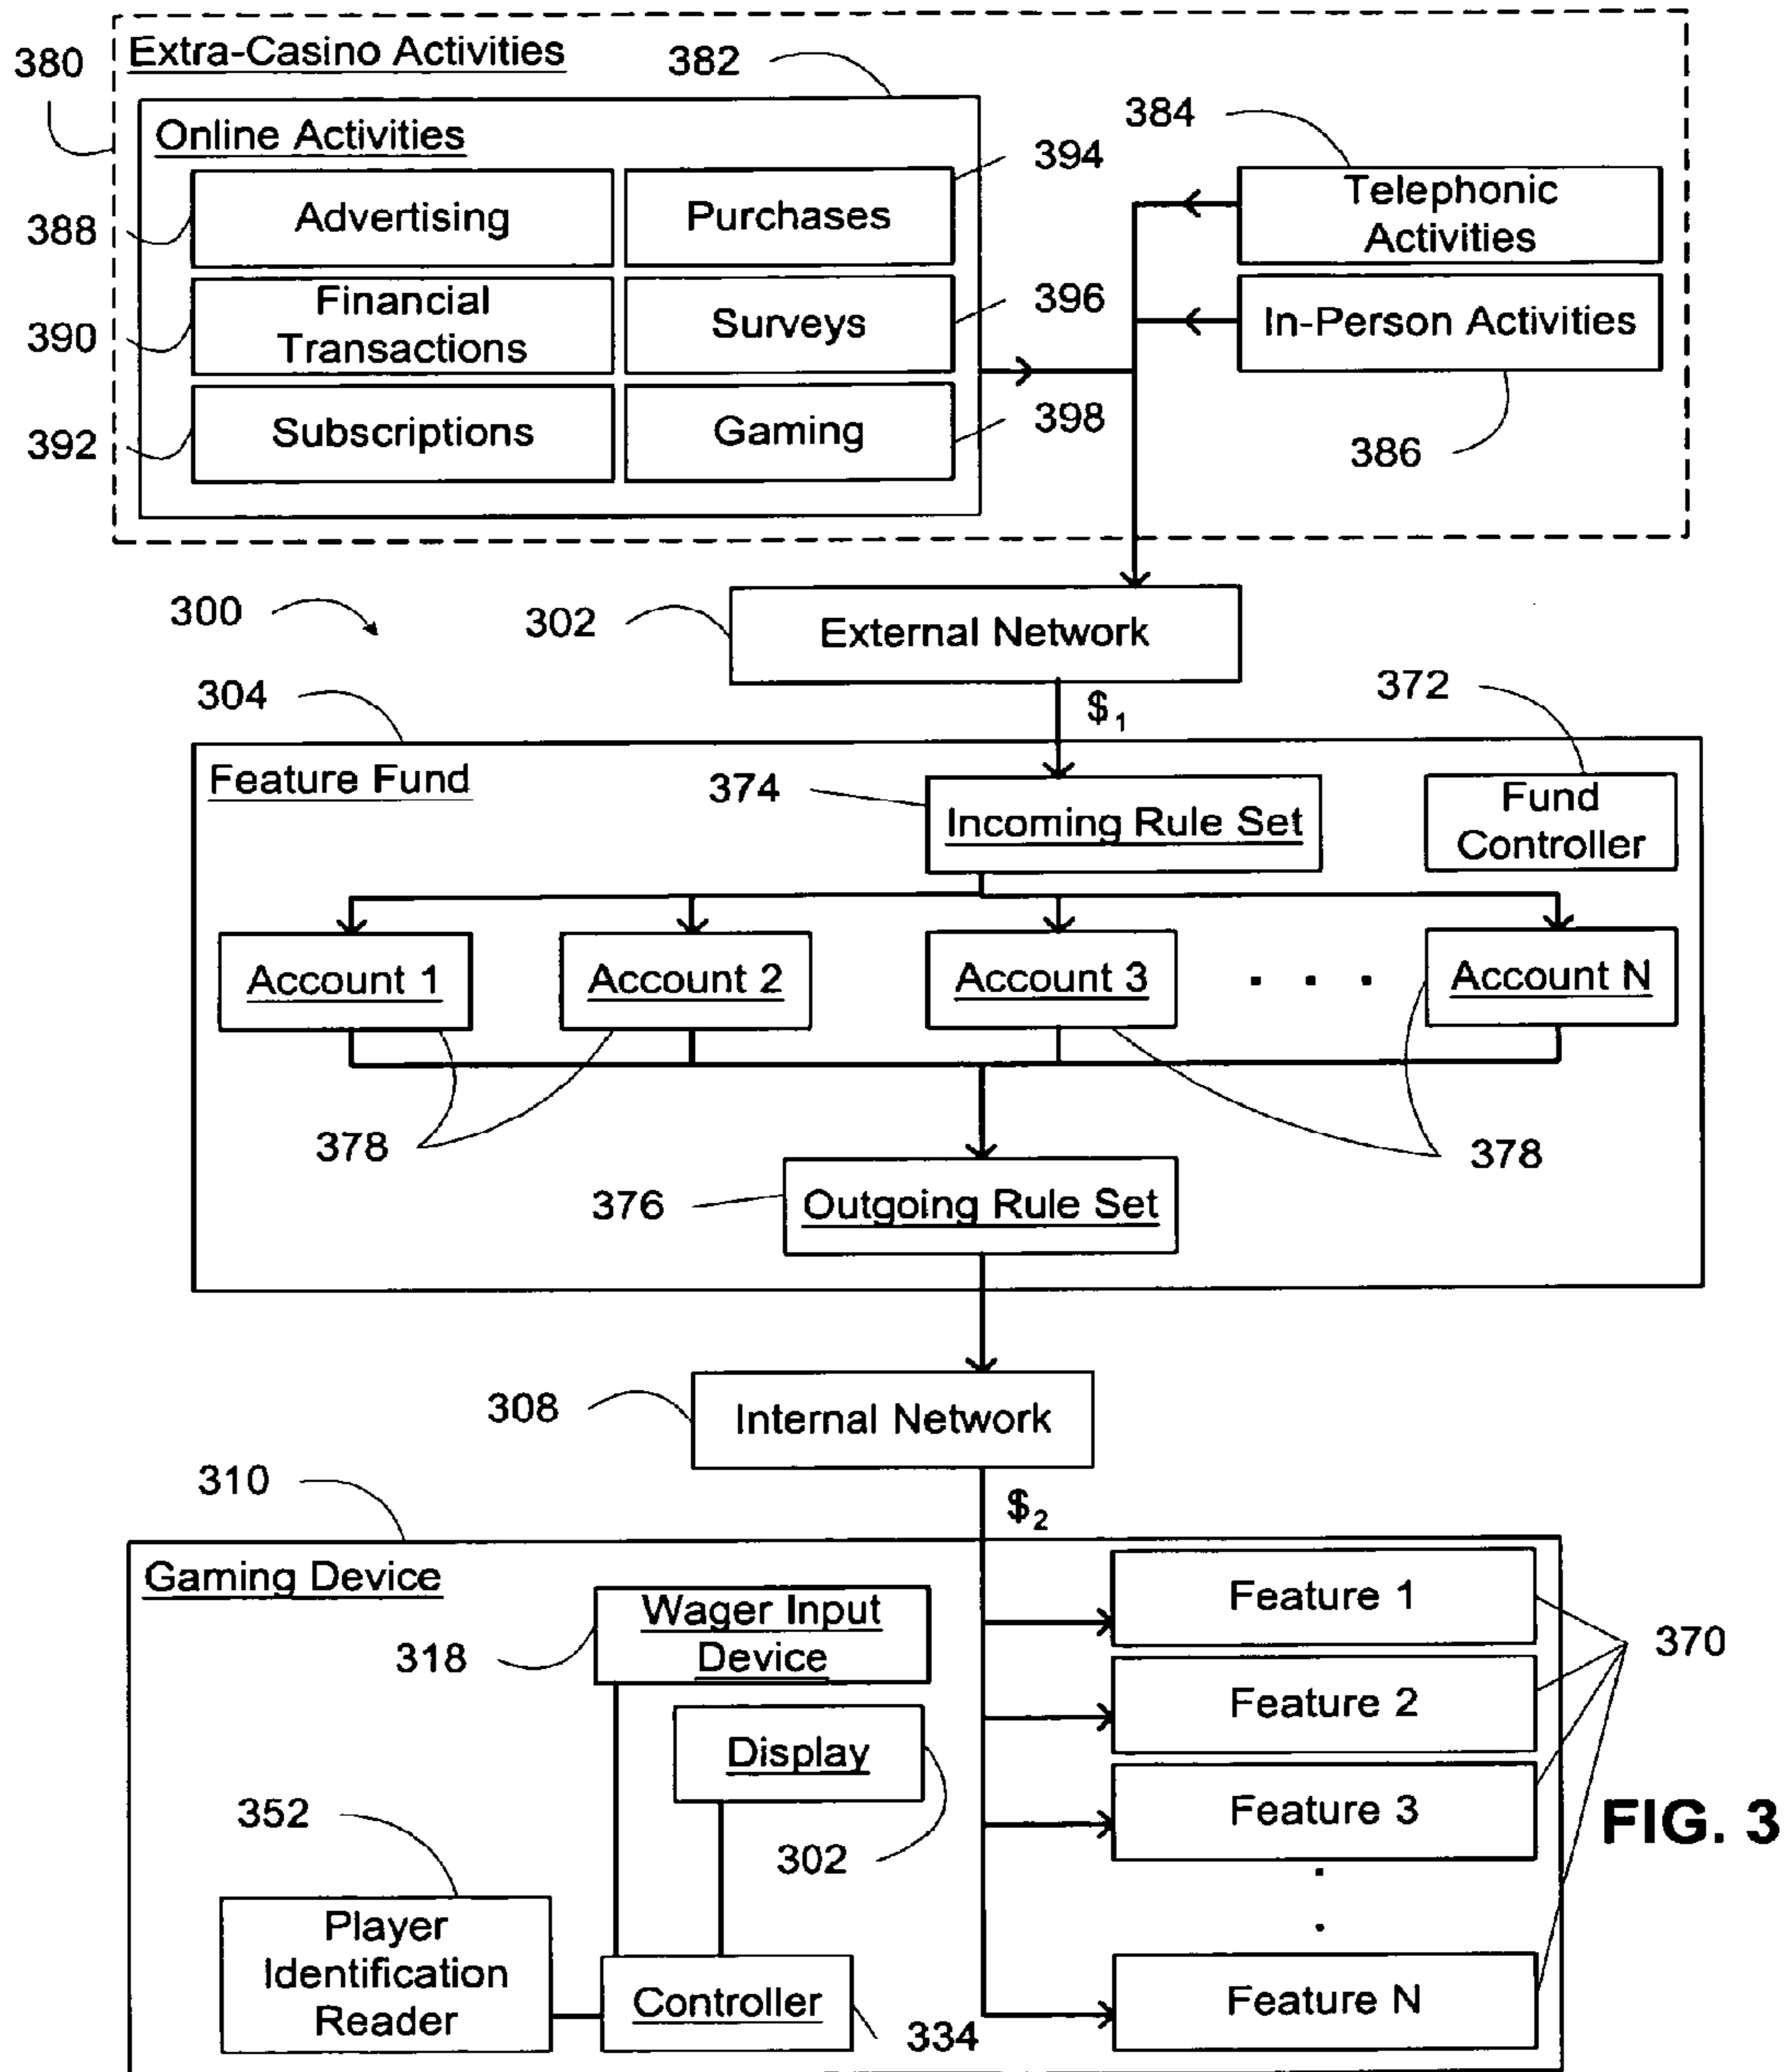 380
Extra-Casino Activities
382
Online Activities
384
388
Advertising
Purchases
394
Telephonic
Activities
390
Financial
Transactions
Surveys
396
In-Person Activities
392
Subscriptions
Gaming
398
386
300
302
External Network
304
$1
372
Feature Fund
374
Incoming Rule Set
Fund
Controller
Account 1
Account 2
Account 3
. . .
Account N
378
378
376
Outgoing Rule Set
308
Internal Network
310
$2
Gaming Device
318
Wager Input
Device
Feature 1
370
Feature 2
Display
302
Feature 3
.
.
FIG. 3
352
Player
Identification
Reader
Controller
334
Feature N